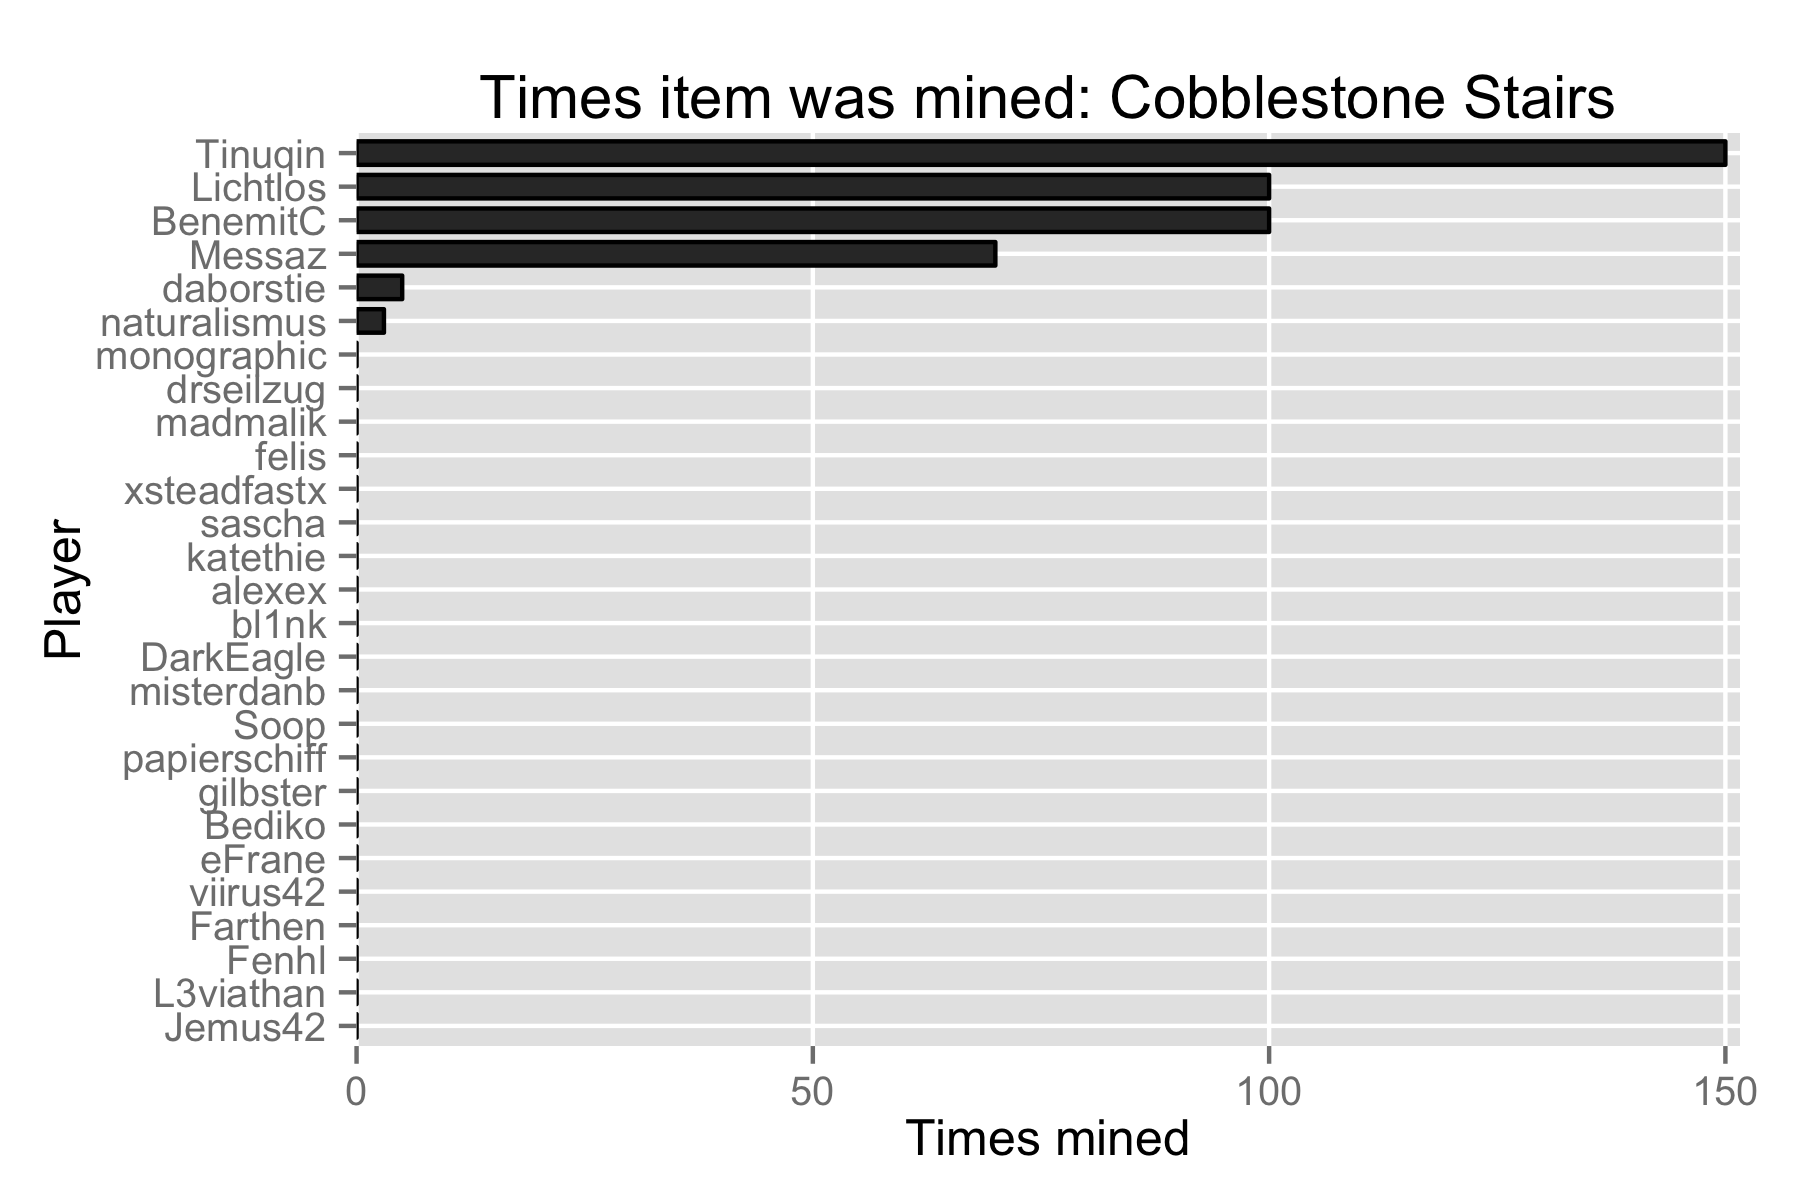 Times item was mined: Cobblestone Stairs
Tinuqin
Lichtlos
BenemitC
Messaz
daborstie
naturalismus
monographic
drseilzug
madmalik
felis
xsteadfastx
sascha
katethie
alexex
bl1nk
DarkEagle
misterdanb
Soop
papierschiff
gilbster
Bediko
eFrane
viirus42
Farthen
Fenhl
L3viathan
Jemus42
Player
0 50 100 150
Times mined